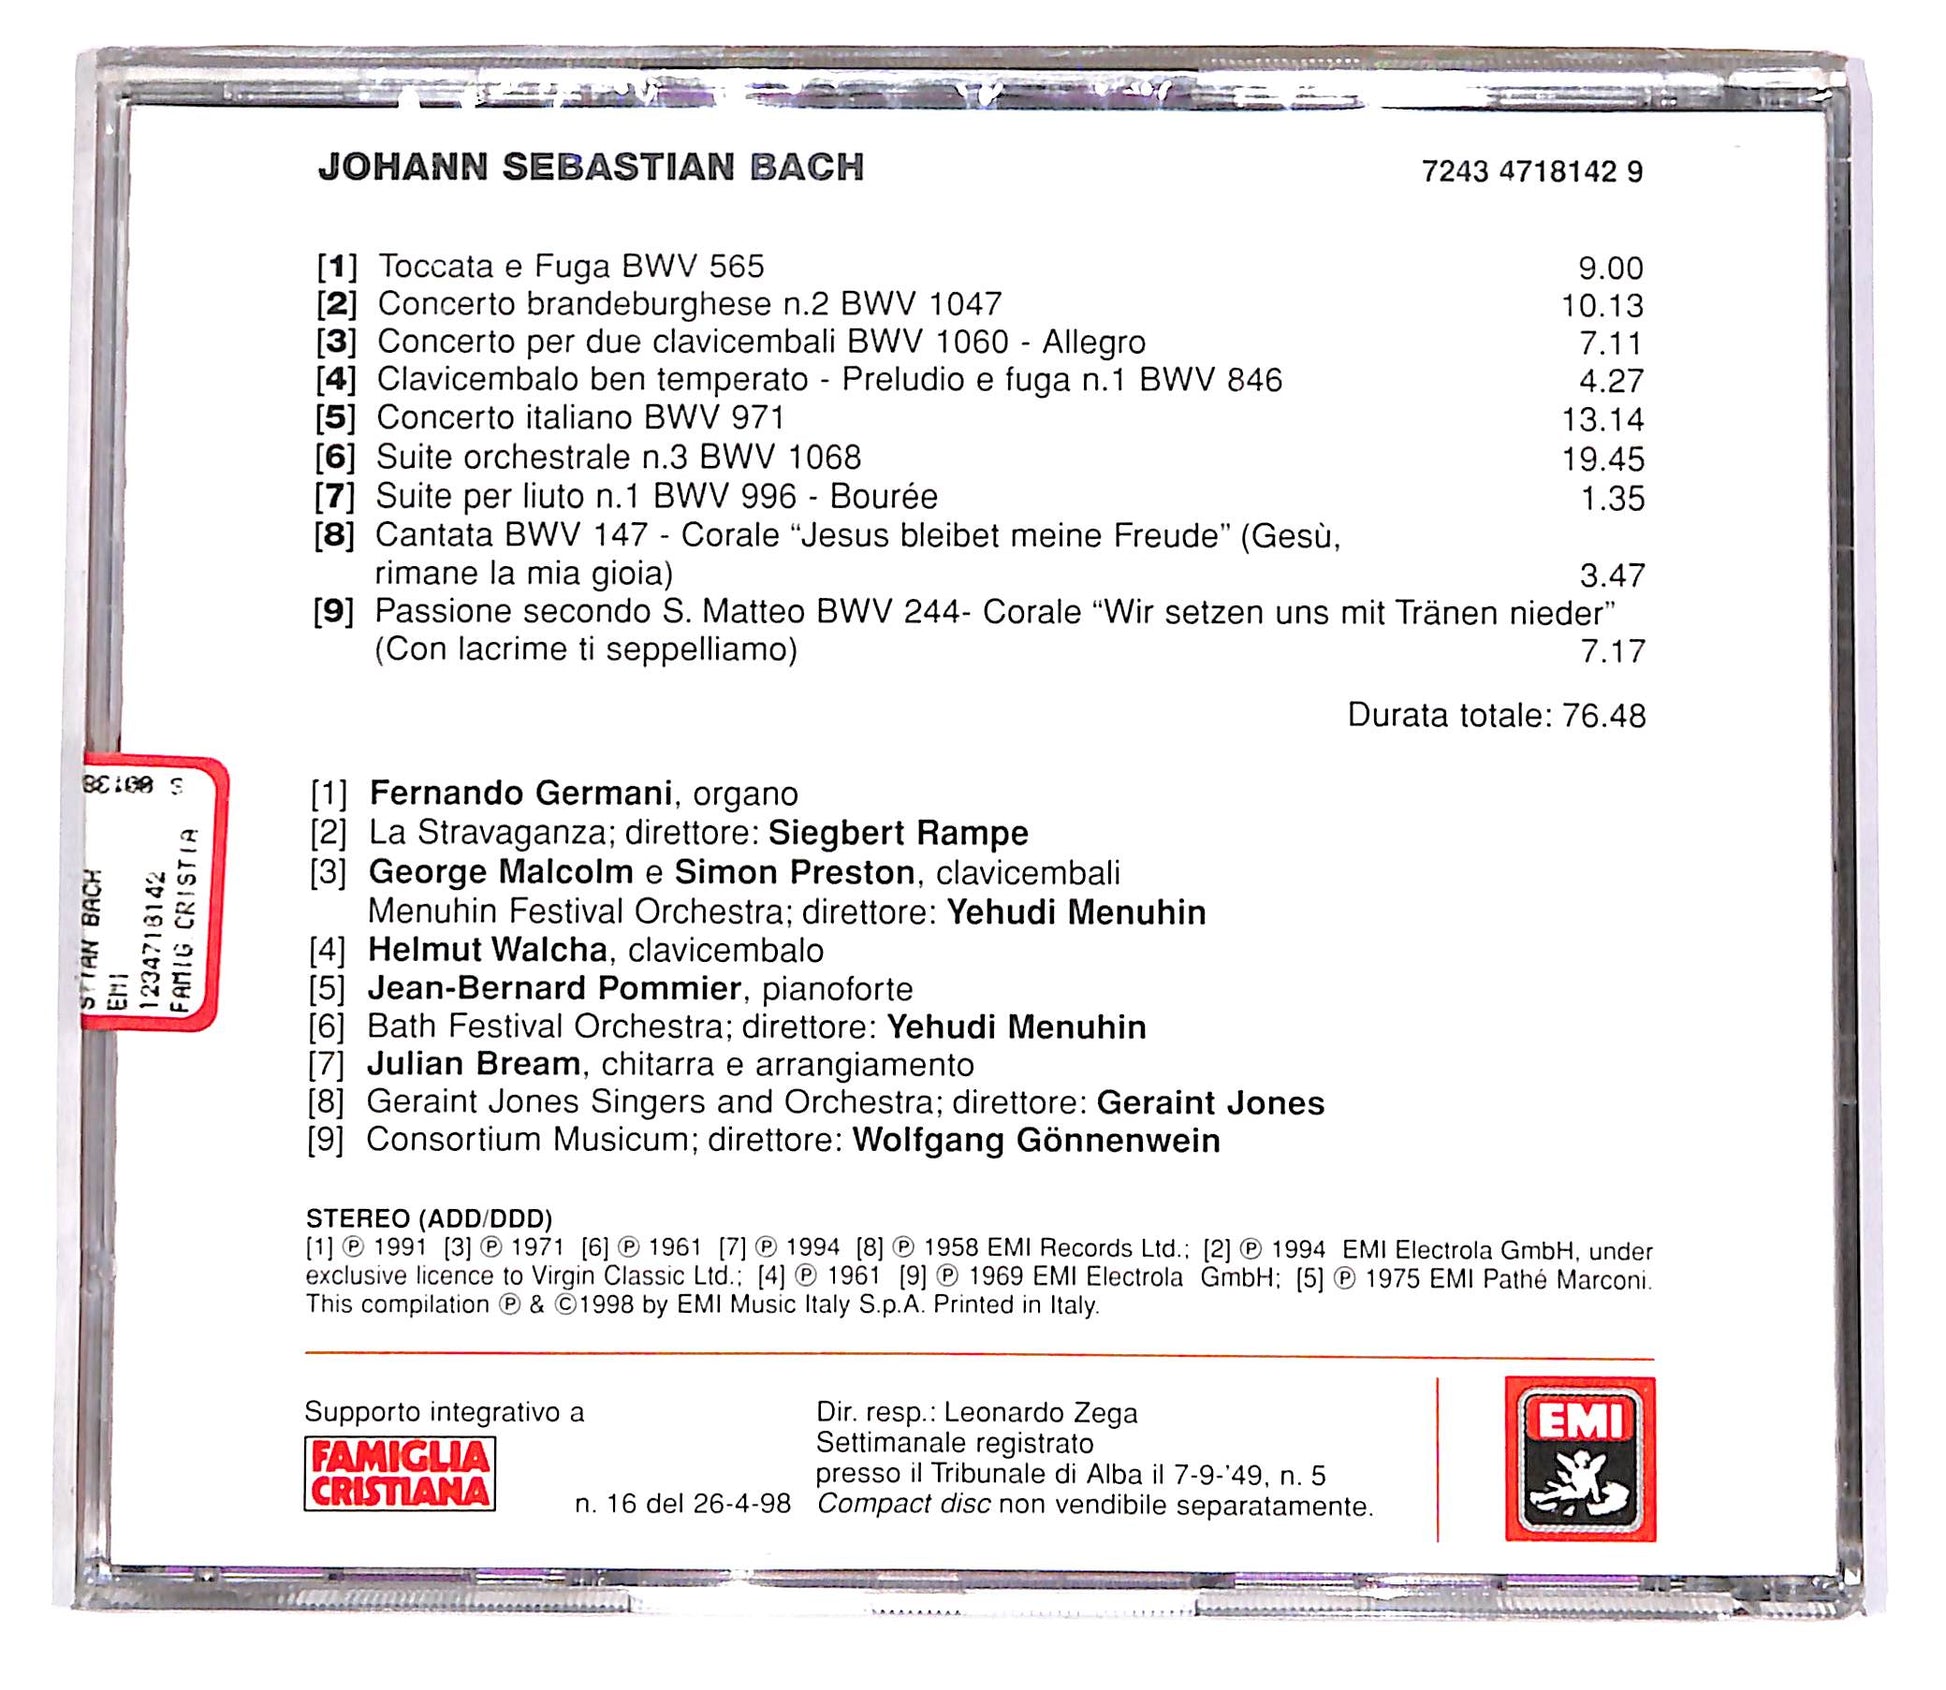 JOHANN SEBASTIAN BACH 7243 4718142 9
[1] Toccata e Fuga BWV 565 9.00
[2] Concerto brandeburghese n.2 BWV 1047 10.13
[3] Concerto per due clavicembali BWV 1060 - Allegro 7.11
[4] Clavicembalo ben temperato - Preludio e fuga n.1 BWV 846 4.27
[5] Concerto italiano BWV 971 13.14
[6] Suite orchestrale n.3 BWV 1068 19.45
[7] Suite per liuto n.1 BWV 996 - Bourée 1.35
[8] Cantata BWV 147 - Corale “Jesus bleibet meine Freude” (Gesù,
rimane la mia gioia) 3.47
[9] Passione secondo S. Matteo BWV 244- Corale “Wir setzen uns mit Tränen nieder”
(Con lacrime ti seppelliamo) 7.17
Durata totale: 76.48
[1] Fernando Germani, organo
[2] La Stravaganza; direttore: Siegbert Rampe
[3] George Malcolm e Simon Preston, clavicembali
Menuhin Festival Orchestra; direttore: Yehudi Menuhin
[4] Helmut Walcha, clavicembalo
[5] Jean-Bernard Pommier, pianoforte
[6] Bath Festival Orchestra; direttore: Yehudi Menuhin
[7] Julian Bream, chitarra e arrangiamento
[8] Geraint Jones Singers and Orchestra; direttore: Geraint Jones
[9] Consortium Musicum; direttore: Wolfgang Gönnenwein
STEREO (ADD/DDD)
[1] ℗ 1991 [3] ℗ 1971 [6] ℗ 1961 [7] ℗ 1994 [8] ℗ 1958 EMI Records Ltd.; [2] ℗ 1994 EMI Electrola GmbH, under
exclusive licence to Virgin Classic Ltd.; [4] ℗ 1961 [9] ℗ 1969 EMI Electrola GmbH; [5] ℗ 1975 EMI Pathé Marconi.
This compilation ℗ & ©1998 by EMI Music Italy S.p.A. Printed in Italy.
Supporto integrativo a
FAMIGLIA
CRISTIANA
n. 16 del 26-4-98
Dir. resp.: Leonardo Zega
Settimanale registrato
presso il Tribunale di Alba il 7-9-'49, n. 5
Compact disc non vendibile separatamente.
EMI
BACH
EMI
1234718142
FAMIG CRISTIA